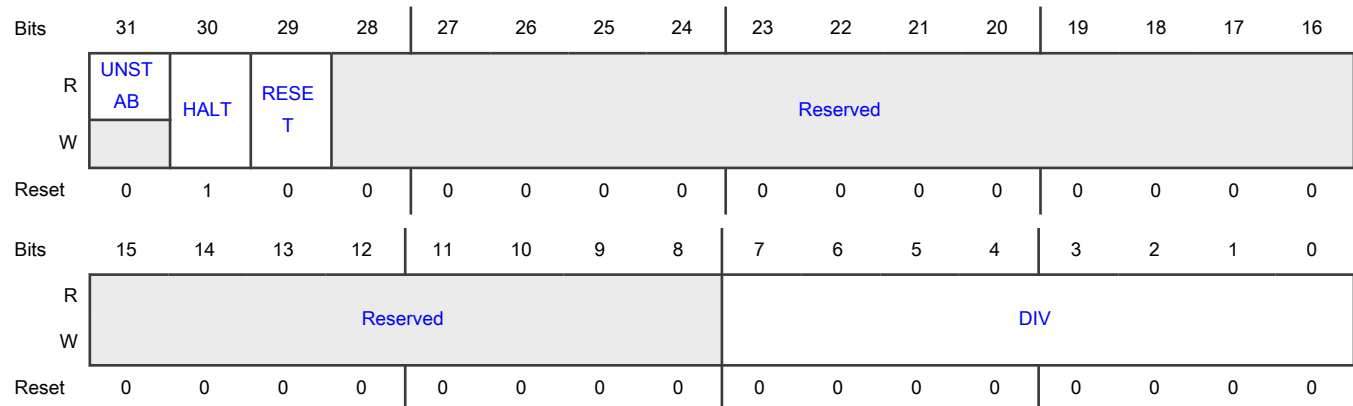 Bits 31 30 29 28 27 26 25 24 23 22 21 20 19 18 17 16
R UNST
AB HALT RESE
T Reserved
W
Reset 0 1 0 0 0 0 0 0 0 0 0 0 0 0 0 0
Bits 15 14 13 12 11 10 9 8 7 6 5 4 3 2 1 0
R
Reserved DIV
W
Reset 0 0 0 0 0 0 0 0 0 0 0 0 0 0 0 0